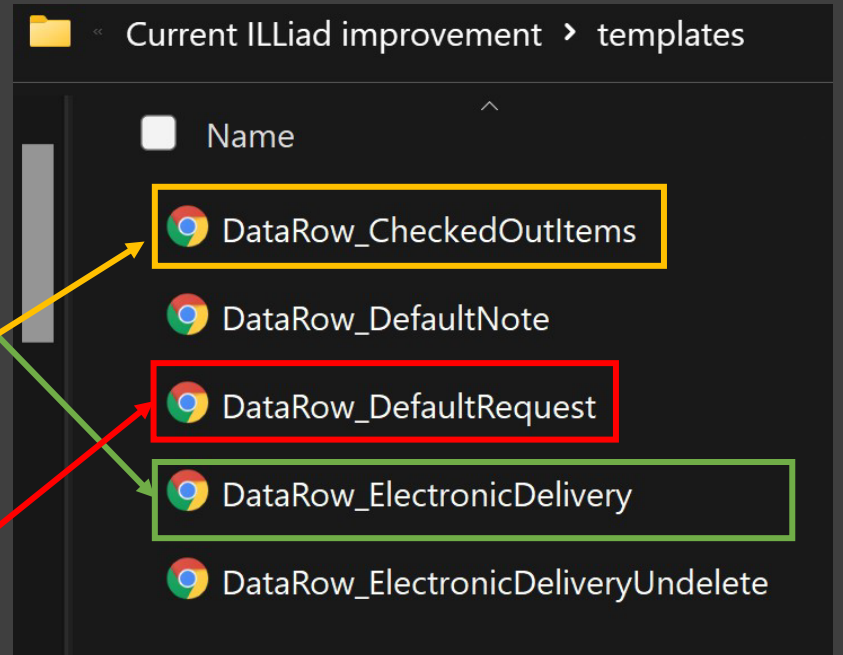 « Current ILLiad improvement > templates
Name
DataRow_CheckedOutItems
DataRow_DefaultNote
DataRow_DefaultRequest
DataRow_ElectronicDelivery
DataRow_ElectronicDeliveryUndelete